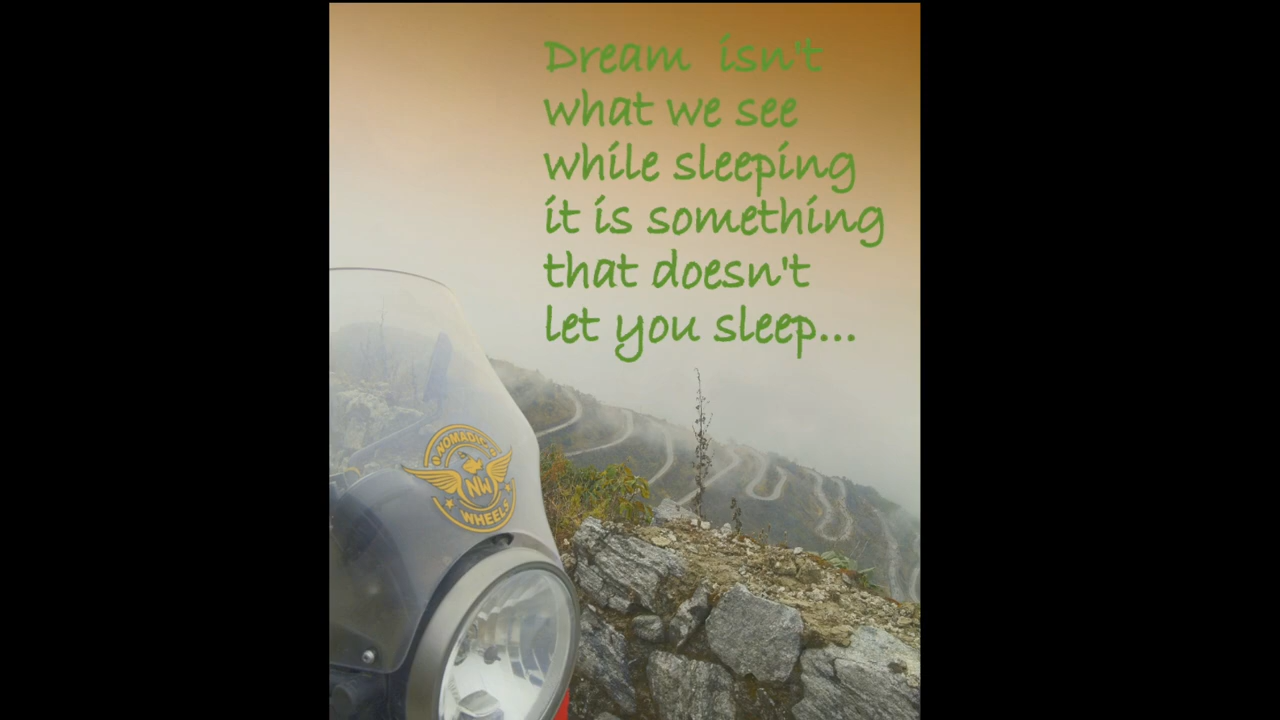 Dream isn't
what we see
while sleeping
it is something
that doesn't
let you sleep...
NOMADIC
NW
WHEELS